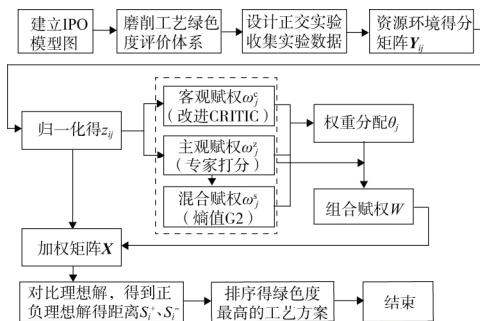 建立IPO
模型图
磨削工艺绿色
度评价体系
设计正交实验
收集实验数据
资源环境得分
矩阵Yij
归一化得zij
客观赋权ωjc
(改进CRITIC)
主观赋权ωjz
(专家打分)
混合赋权ωjs
(熵值G2)
权重分配θj
组合赋权W
加权矩阵X
对比理想解，得到正
负理想解得距离Si+、Si−
排序得绿色度
最高的工艺方案
结束